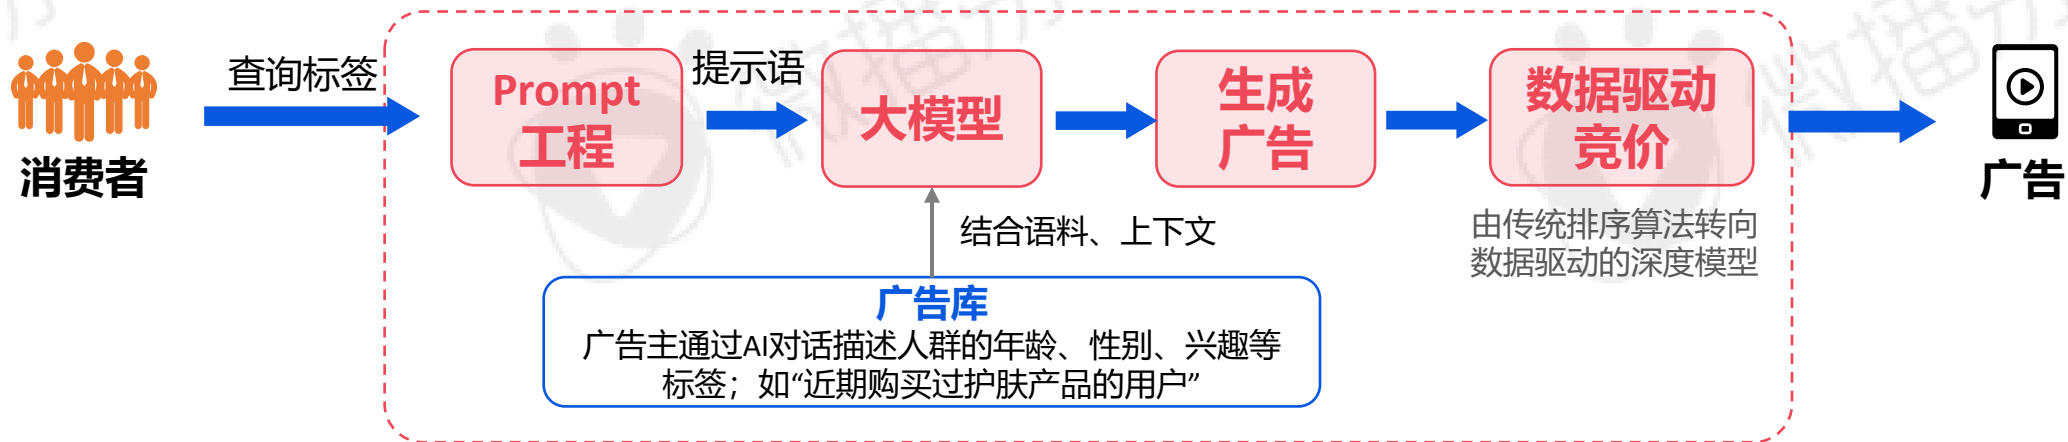 消费者
查询标签
Prompt
工程
提示语
大模型
生成
广告
数据驱动
竞价
广告
由传统排序算法转向
数据驱动的深度模型
结合语料、上下文
广告库
广告主通过AI对话描述人群的年龄、性别、兴趣等
标签；如“近期购买过护肤产品的用户”